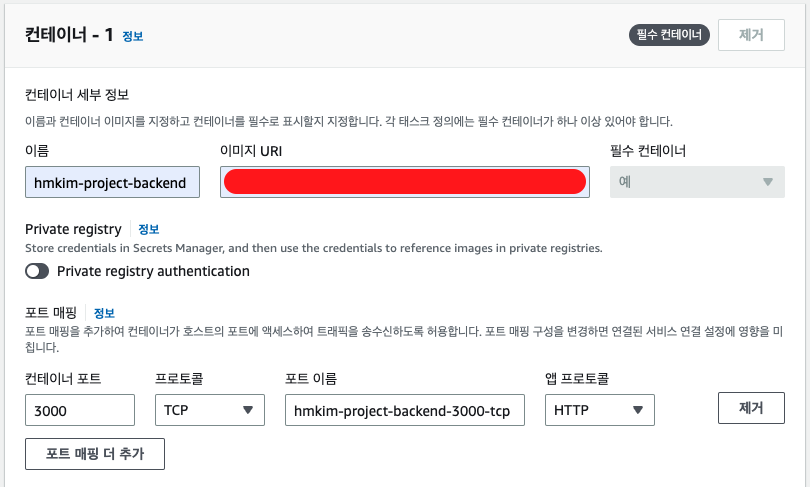 컨테이너 - 1 정보 필수 컨테이너 제거
컨테이너 세부 정보
이름과 컨테이너 이미지를 지정하고 컨테이너를 필수로 표시할지 지정합니다. 각 태스크 정의에는 필수 컨테이너가 하나 이상 있어야 합니다.
이름 이미지 URI 필수 컨테이너
hmkim-project-backend 예
Private registry 정보
Store credentials in Secrets Manager, and then use the credentials to reference images in private registries.
Private registry authentication
포트 매핑 정보
포트 매핑을 추가하여 컨테이너가 호스트의 포트에 액세스하여 트래픽을 송수신하도록 허용합니다. 포트 매핑 구성을 변경하면 연결된 서비스 연결 설정에 영향을 미
칩니다.
컨테이너 포트 프로토콜 포트 이름 앱 프로토콜
3000 TCP hmkim-project-backend-3000-tcp HTTP 제거
포트 매핑 더 추가